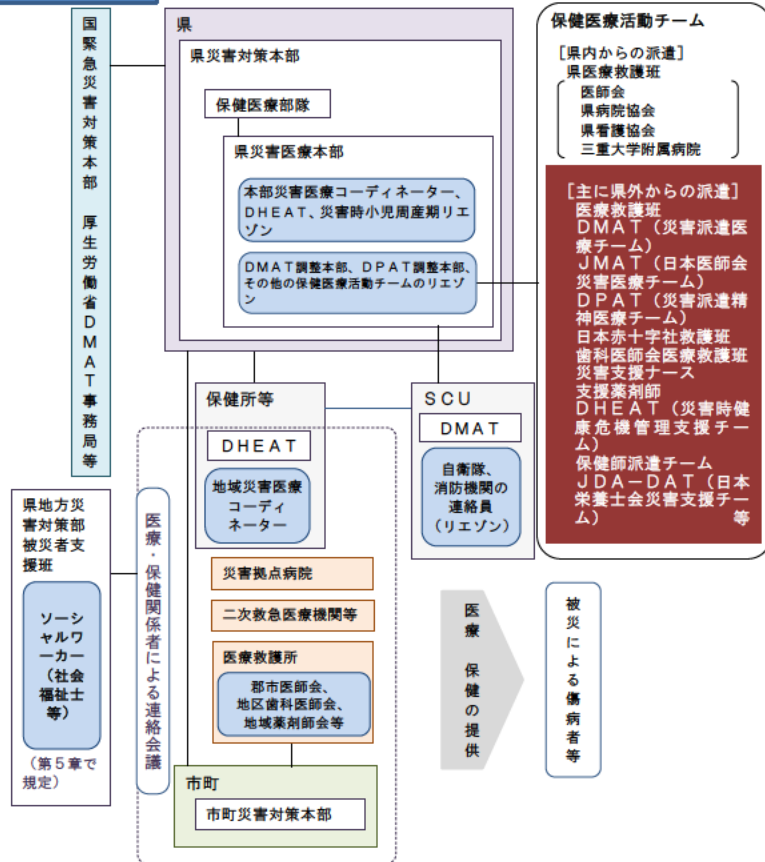 国緊急災害対策本部　厚生労働省DMAT事務局等
県
県災害対策本部
保健医療部隊
県災害医療本部
本部災害医療コーディネーター、
DHEAT、災害時小児周産期リエ
ゾン
DMAT調整本部、DPAT調整本部、
その他の保健医療活動チームのリエゾ
ン
保健医療活動チーム
［県内からの派遣］
県医療救護班
医師会
県病院協会
県看護協会
三重大学附属病院
［主に県外からの派遣］
医療救護班
DMAT（災害派遣医
療チーム）
JMAT（日本医師会
災害医療チーム）
DPAT（災害派遣精
神医療チーム）
日本赤十字社救護班
歯科医師会医療救護班
災害支援ナース
支援薬剤師
DHEAT（災害時健
康危機管理支援チー
ム）
保健師派遣チーム
JDA－DAT（日本
栄養士会災害支援チー
ム）　等
保健所等
DHEAT
地域災害医療
コーディ
ネーター
SCU
DMAT
自衛隊、
消防機関の
連絡員
（リエゾン）
県地方災
害対策部
被災者支
援班
ソーシ
ャルワ
ーカー
（社会
福祉士
等）
（第５章で
規定）
医療・保健関係者による連絡会議
災害拠点病院
二次救急医療機関等
医療救護所
郡市医師会、
地区歯科医師会、
地域薬剤師会等
市町
市町災害対策本部
医療　保健の提供
被災による傷病者等